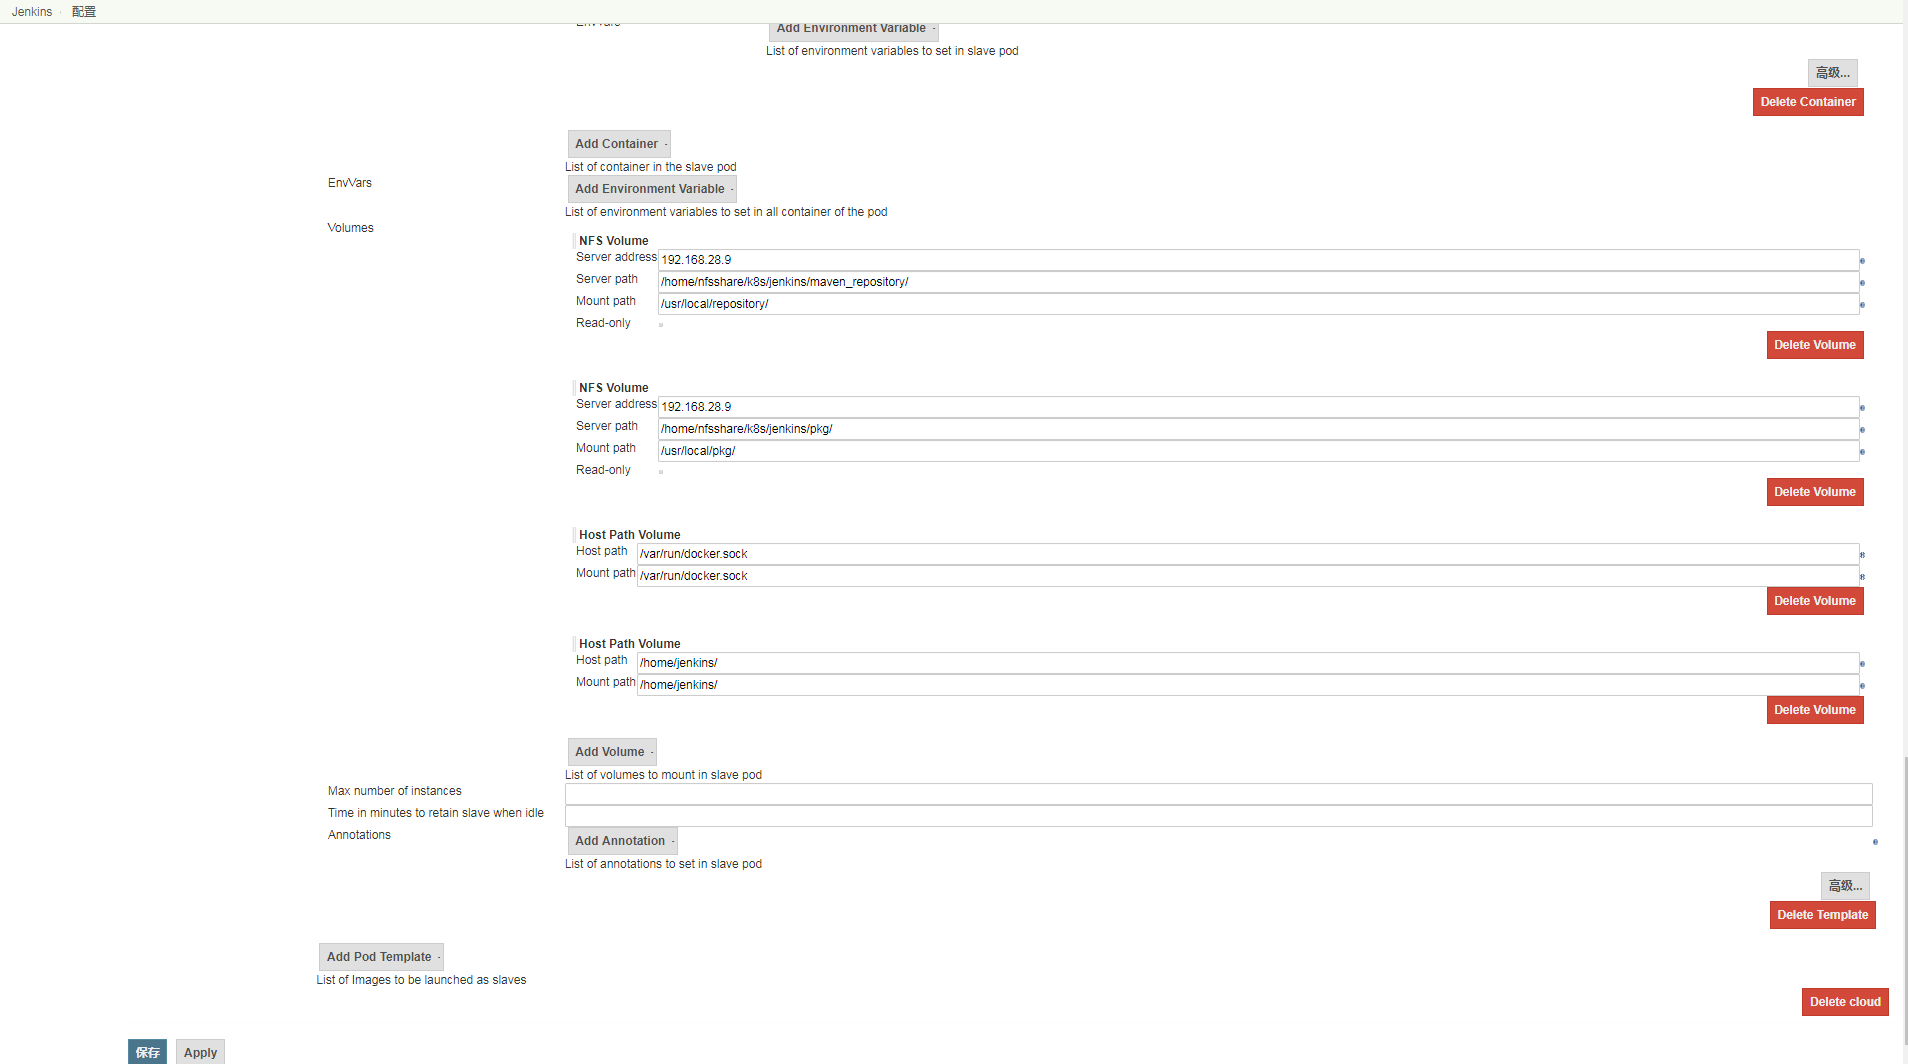 Jenkins 配置
EnvVars
Add Environment Variable
List of environment variables to set in slave pod
高级...
Delete Container
Add Container
List of container in the slave pod
EnvVars
Add Environment Variable
List of environment variables to set in all container of the pod
Volumes
NFS Volume
Server address 192.168.28.9
Server path /home/nfsshare/k8s/jenkins/maven_repository/
Mount path /usr/local/repository/
Read-only
Delete Volume
NFS Volume
Server address 192.168.28.9
Server path /home/nfsshare/k8s/jenkins/pkg/
Mount path /usr/local/pkg/
Read-only
Delete Volume
Host Path Volume
Host path /var/run/docker.sock
Mount path /var/run/docker.sock
Delete Volume
Host Path Volume
Host path /home/jenkins/
Mount path /home/jenkins/
Delete Volume
Add Volume
List of volumes to mount in slave pod
Max number of instances
Time in minutes to retain slave when idle
Annotations
Add Annotation
List of annotations to set in slave pod
高级...
Delete Template
Add Pod Template
List of Images to be launched as slaves
Delete cloud
保存 Apply